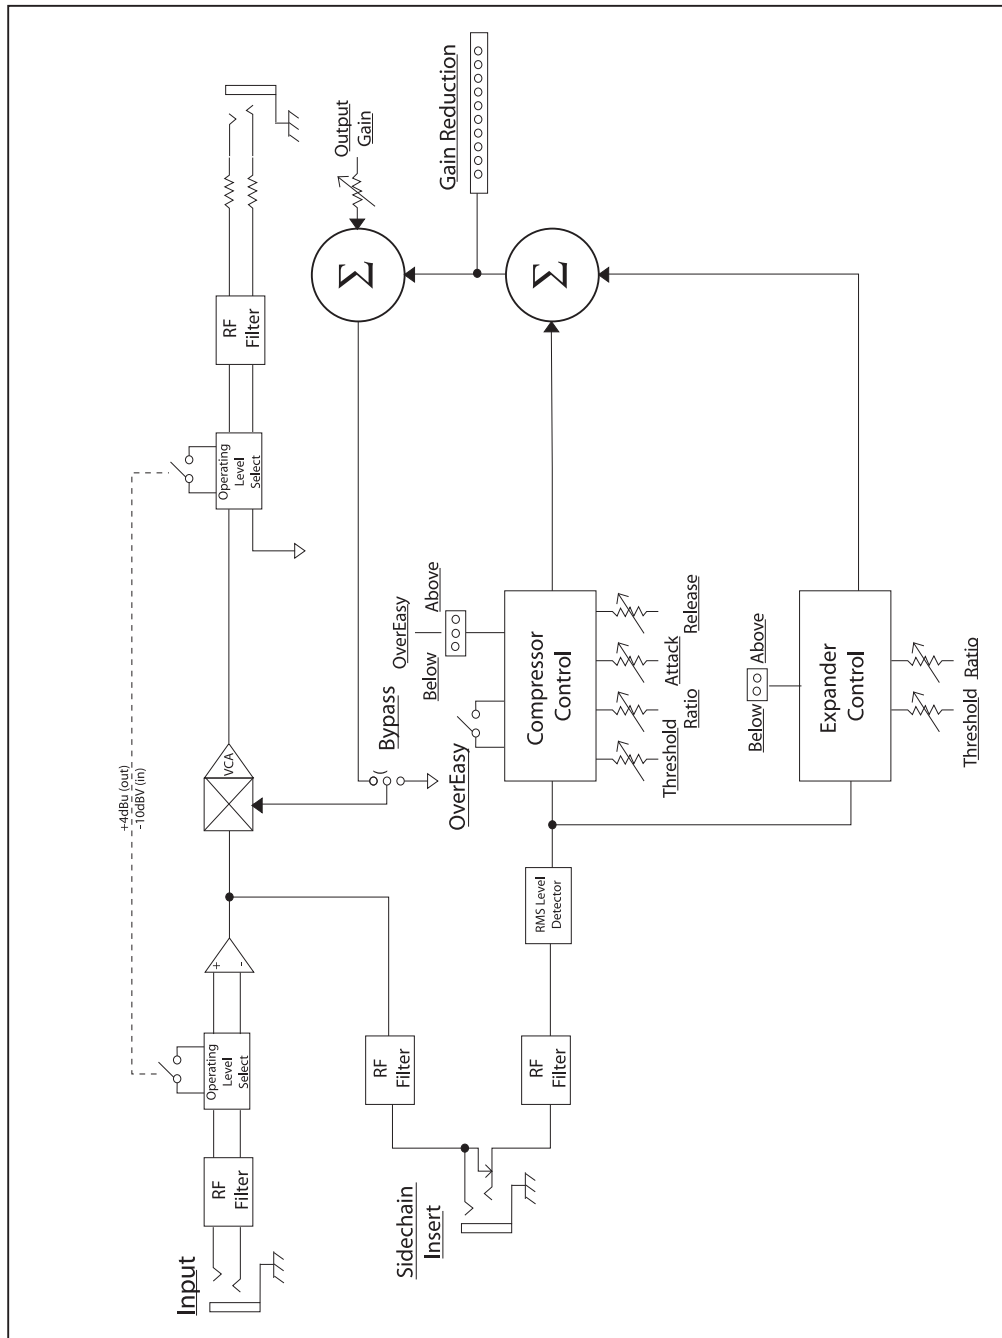 Input
RF
Filter
Operating
Level
Select
+
-
+4dBu (out)
-10dBV (in)
VCA
Operating
Level
Select
RF
Filter
Sidechain
Insert
RF
Filter
RF
Filter
RMS Level
Detector
Bypass
OverEasy
Below
OverEasy
Above
Compressor
Control
Threshold
Ratio
Attack
Release
Below
Above
Expander
Control
Threshold
Ratio
Σ
Output
Gain
Σ
Gain Reduction